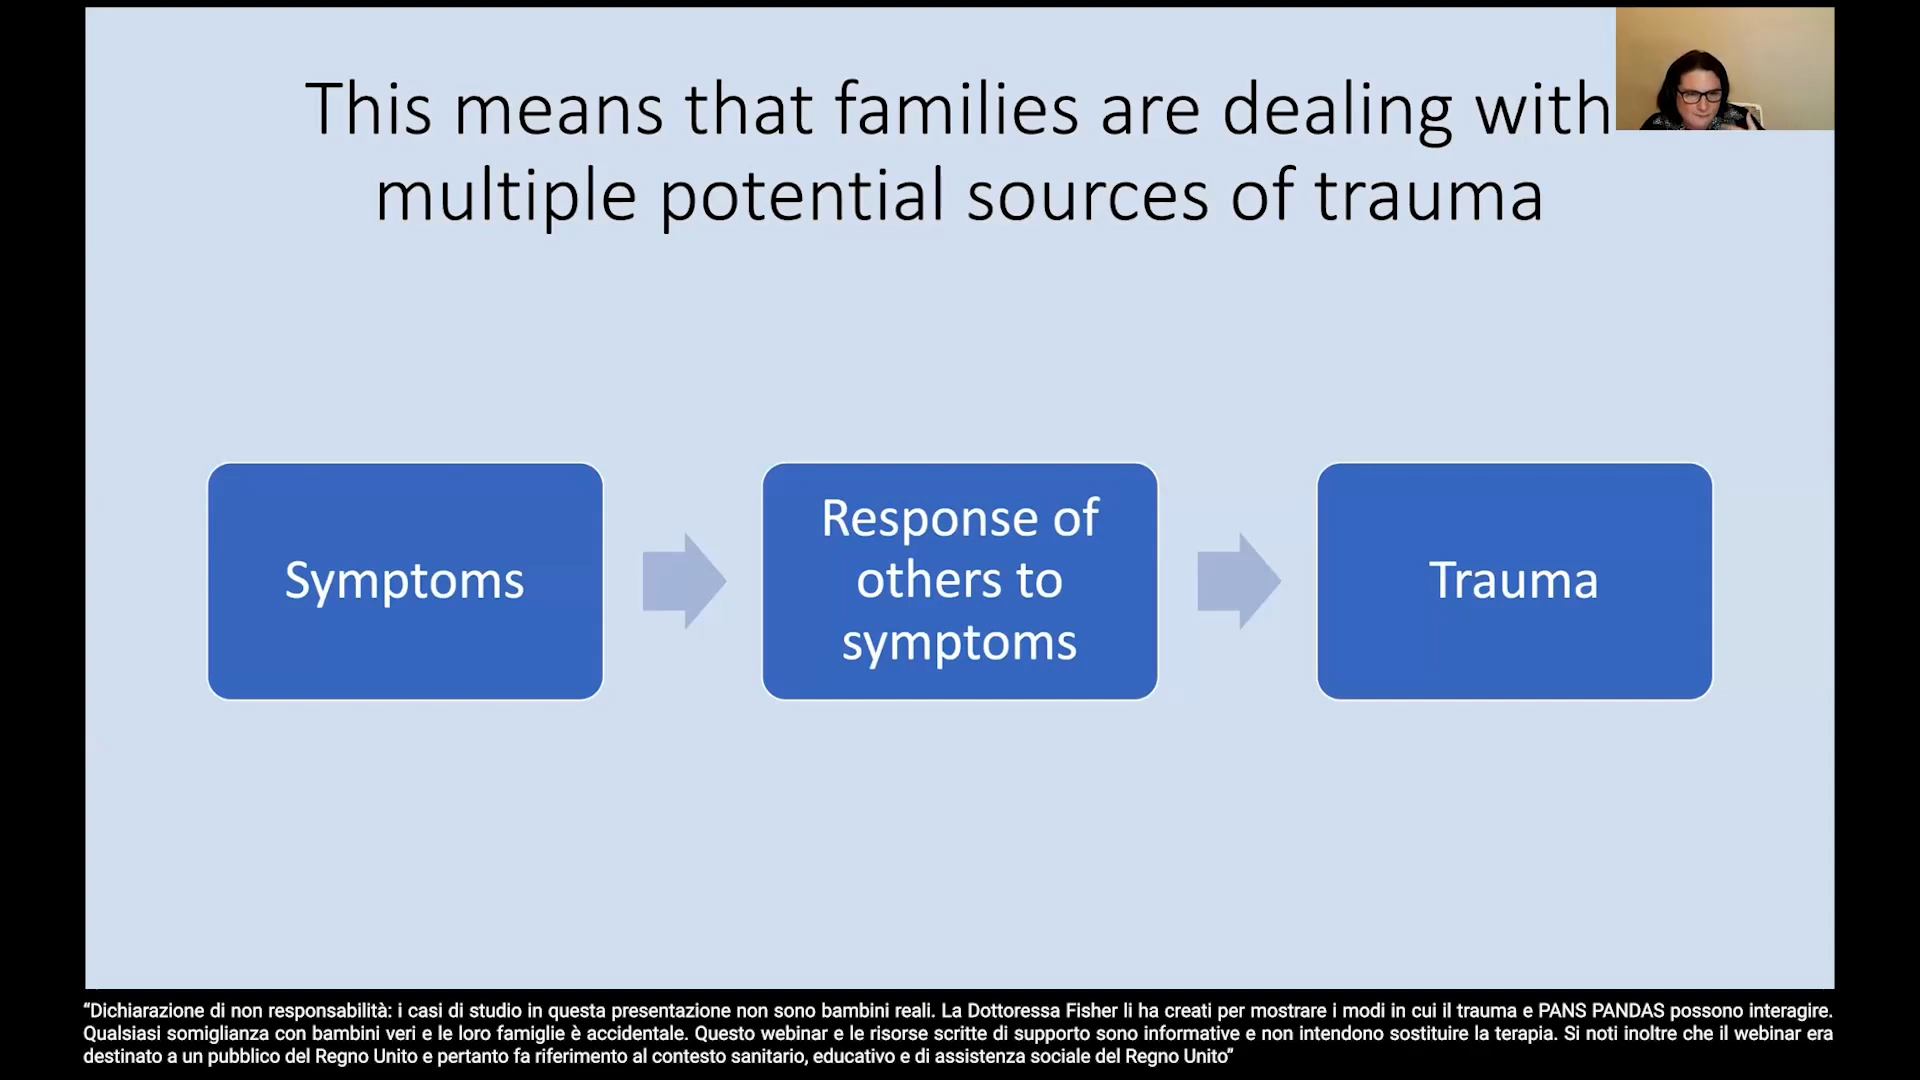 This means that families are dealing with
multiple potential sources of trauma
Symptoms
Response of
others to
symptoms
Trauma
“Dichiarazione di non responsabilità: i casi di studio in questa presentazione non sono bambini reali. La Dottoressa Fisher li ha creati per mostrare i modi in cui il trauma e PANS PANDAS possono interagire.
Qualsiasi somiglianza con bambini veri e le loro famiglie è accidentale. Questo webinar e le risorse scritte di supporto sono informative e non intendono sostituire la terapia. Si noti inoltre che il webinar era
destinato a un pubblico del Regno Unito e pertanto fa riferimento al contesto sanitario, educativo e di assistenza sociale del Regno Unito”